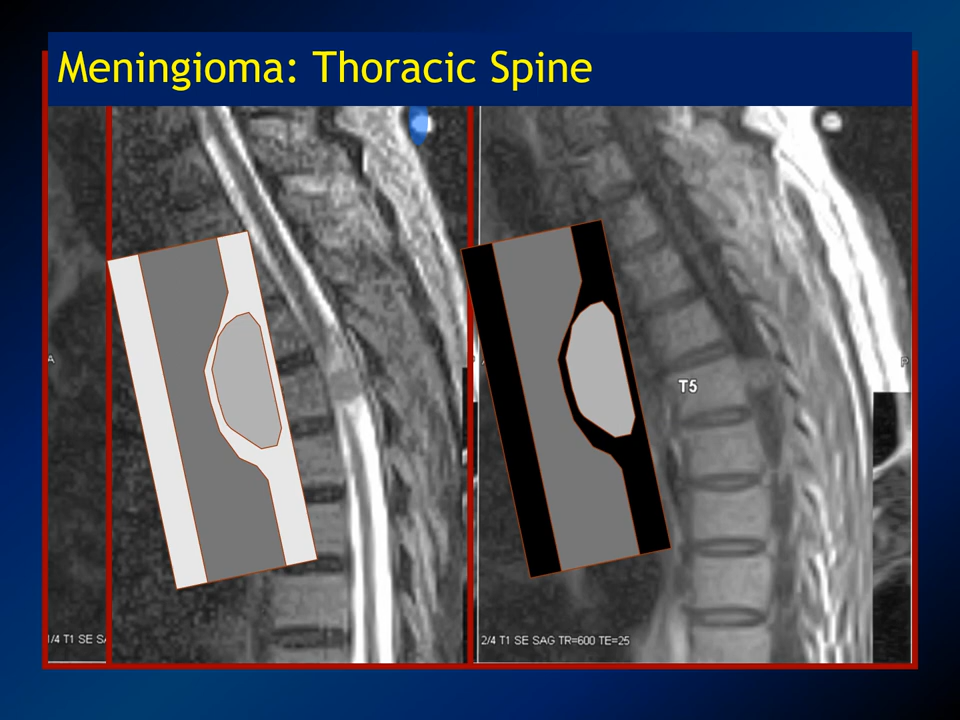 Meningioma: Thoracic Spine
A
P
T5
1/4 T1 SE SA
2/4 T1 SE SAG TR=600 TE=25